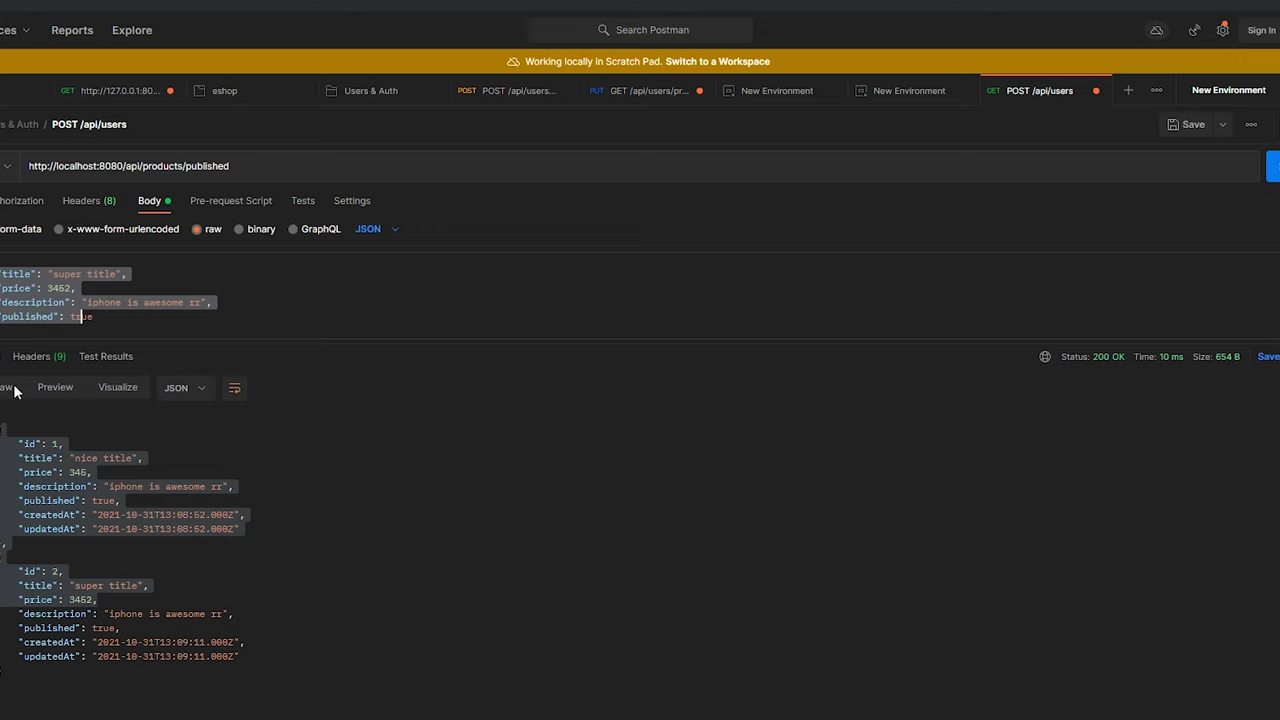 ces Reports Explore Search Postman Sign In
Working locally in Scratch Pad. Switch to a Workspace
GET http://127.0.0.1:80... eshop Users & Auth POST POST /api/users... PUT GET /api/users/pr... New Environment New Environment GET POST /api/users New Environment
rs & Auth / POST /api/users Save
http://localhost:8080/api/products/published
horization Headers (8) Body Pre-request Script Tests Settings
orm-data x-www-form-urlencoded raw binary GraphQL JSON
"title": "super title",
"price": 3452,
"description": "iphone is awesome rr",
"published": true
Headers (9) Test Results Status: 200 OK Time: 10 ms Size: 654 B Save
aw Preview Visualize JSON
"id": 1,
"title": "nice title",
"price": 345,
"description": "iphone is awesome rr",
"published": true,
"createdAt": "2021-10-31T13:08:52.000Z",
"updatedAt": "2021-10-31T13:08:52.000Z"
,
"id": 2,
"title": "super title",
"price": 3452,
"description": "iphone is awesome rr",
"published": true,
"createdAt": "2021-10-31T13:09:11.000Z",
"updatedAt": "2021-10-31T13:09:11.000Z"